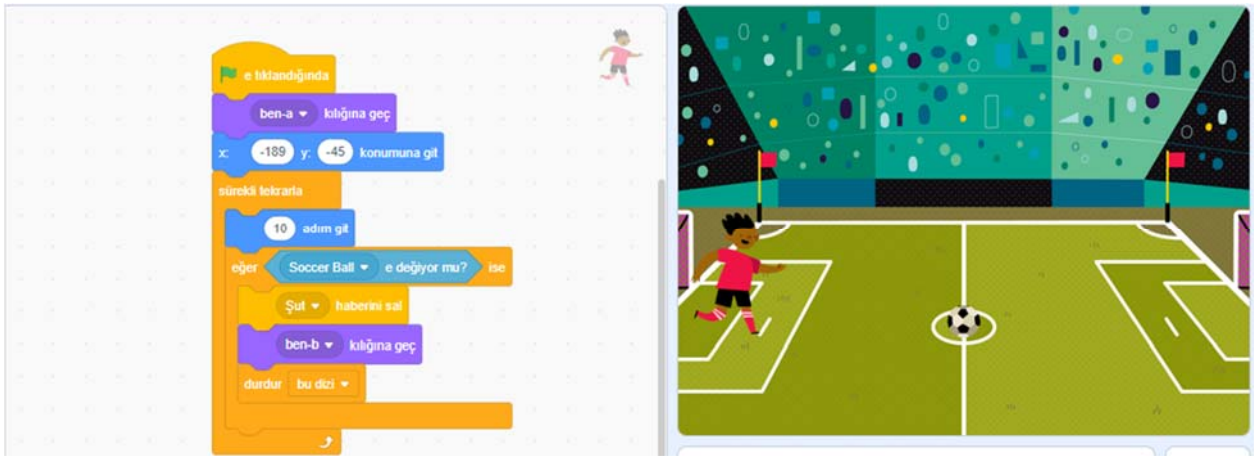 e tıklandığında
ben-a kılığına geç
x: -189 y: -45 konumuna git
sürekli tekrarla
10 adım git
eğer Soccer Ball e değiyor mu? ise
Şut haberini sal
ben-b kılığına geç
durdur bu dizi